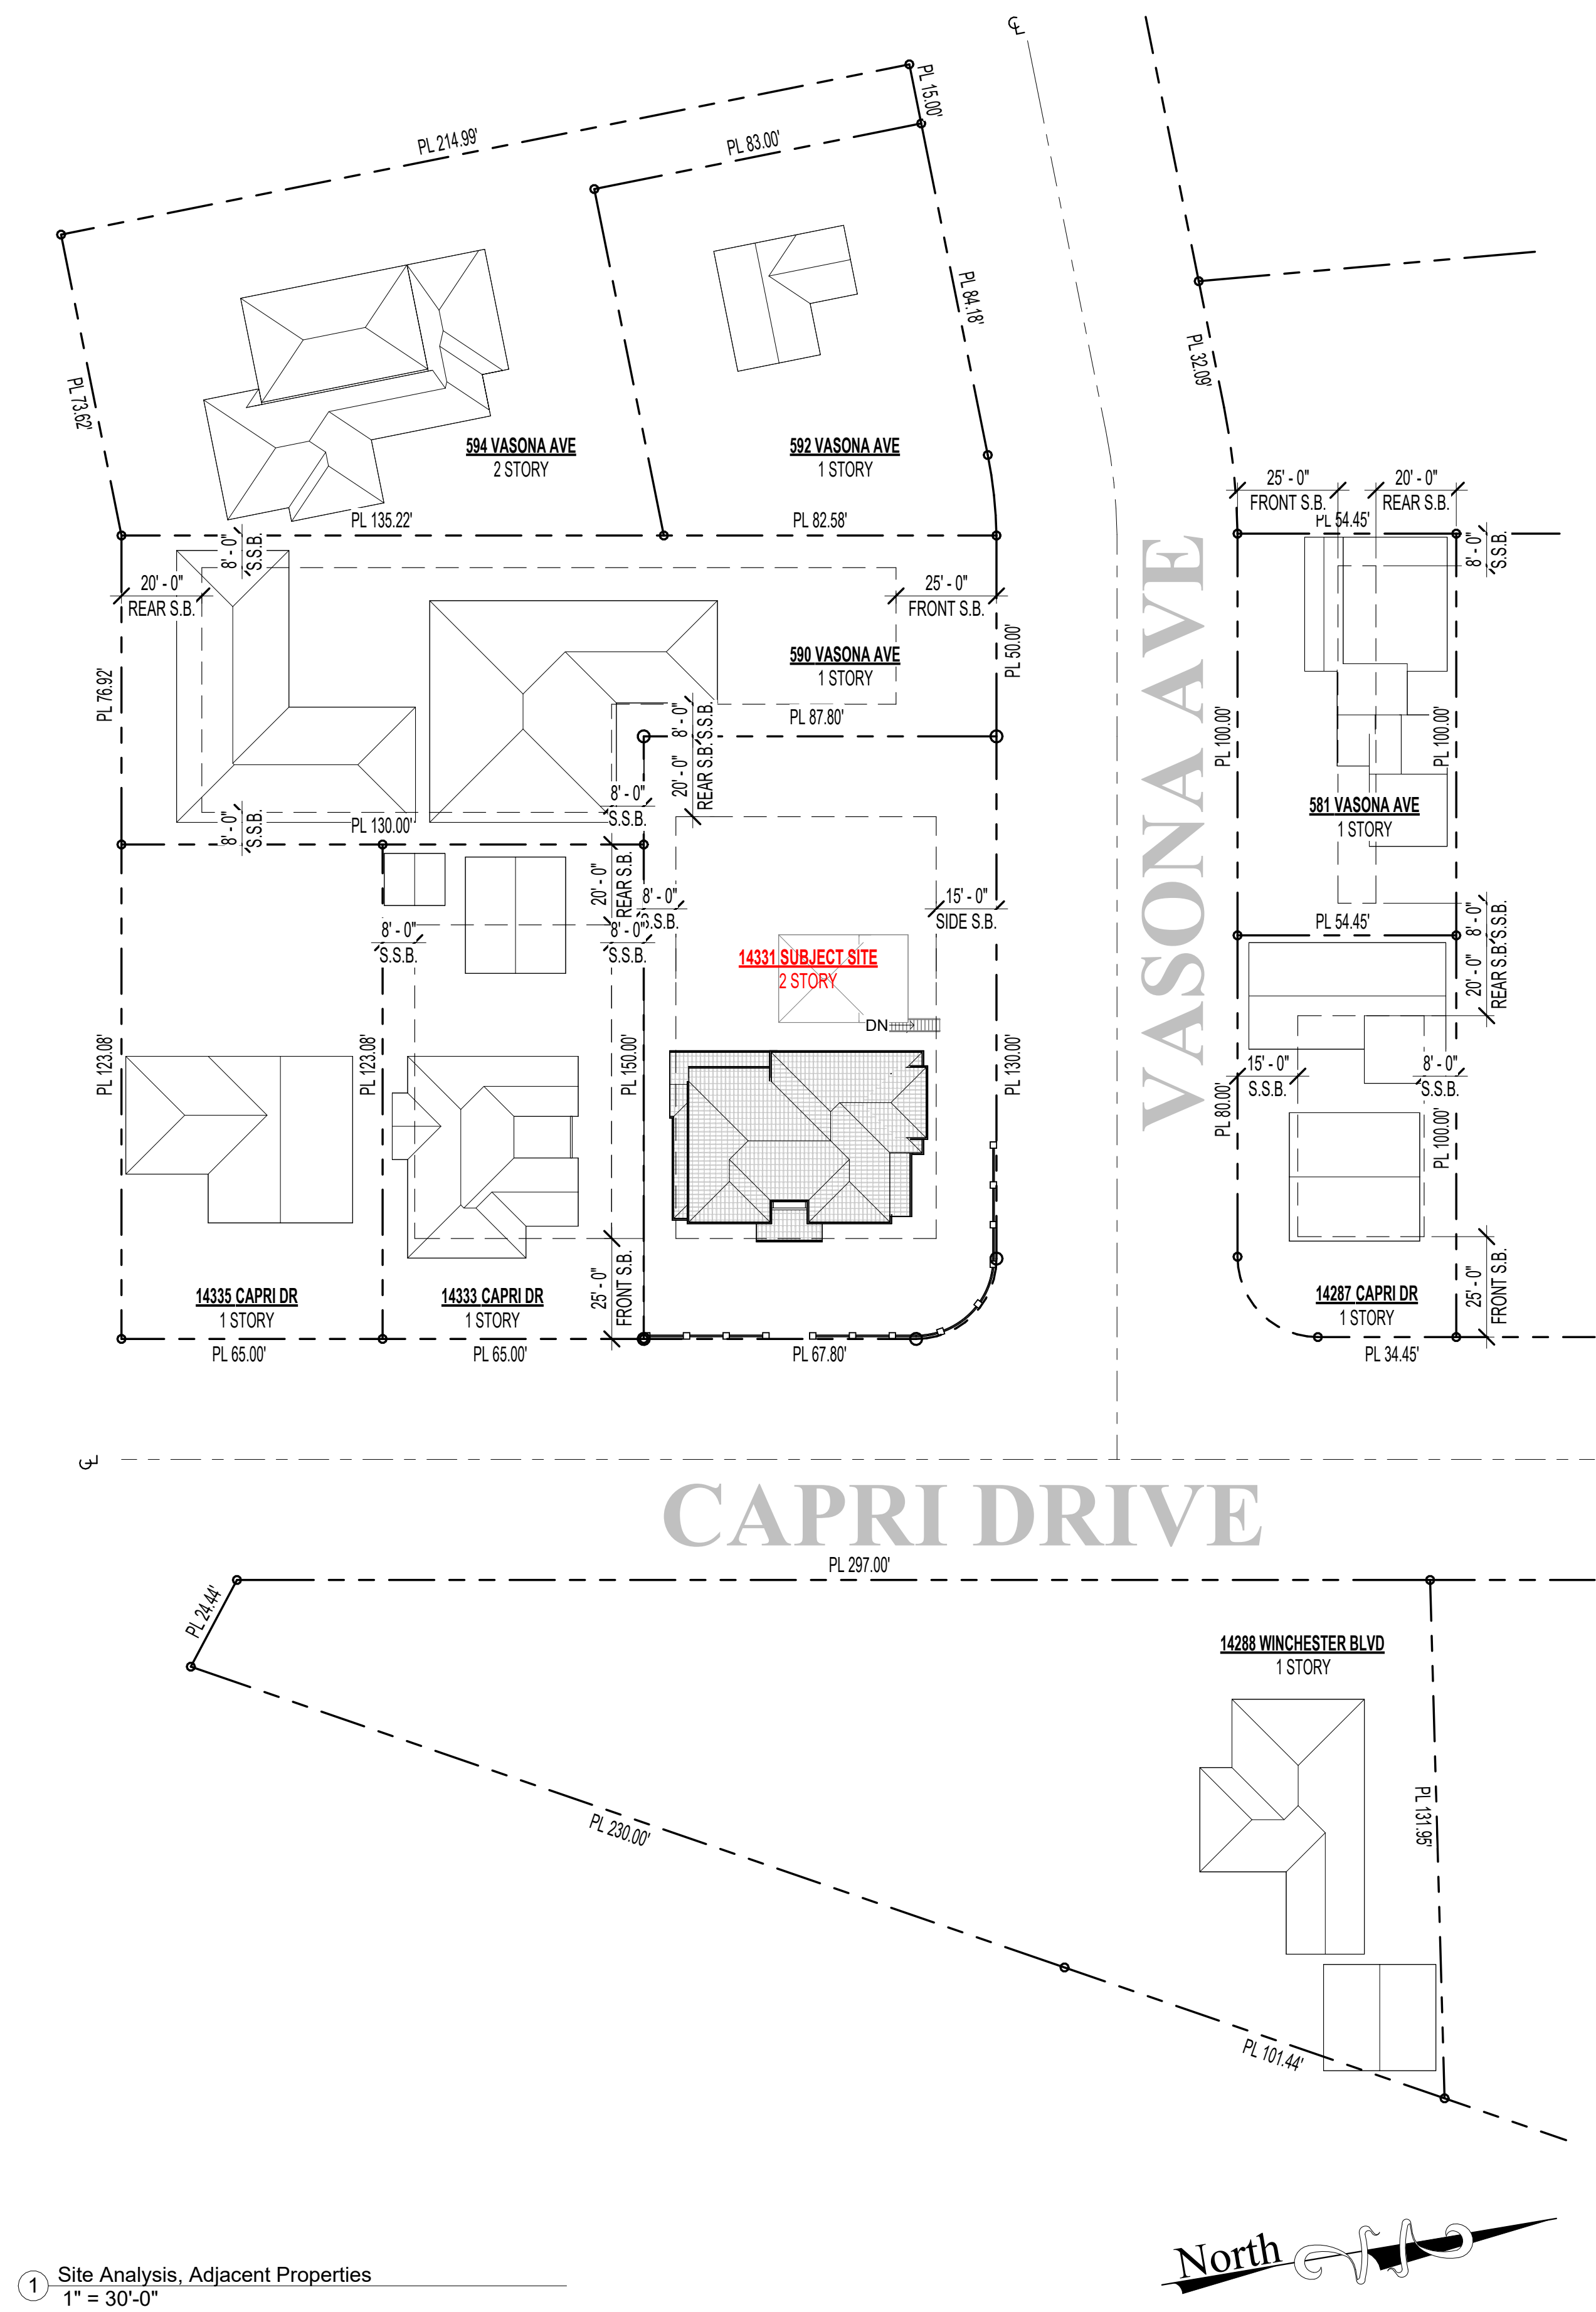 PL 15.00'
PL 214.99'
PL 83.00'
PL 84.18'
PL 32.09'
PL 73.62'
594 VASONA AVE
2 STORY
592 VASONA AVE
1 STORY
25' - 0"
FRONT S.B.
20' - 0"
REAR S.B.
PL 54.45'
PL 135.22'
PL 82.58'
8' - 0"
S.S.B.
8' - 0"
S.S.B.
20' - 0"
REAR S.B.
25' - 0"
FRONT S.B.
PL 50.00'
590 VASONA AVE
1 STORY
PL 76.92'
PL 87.80'
8' - 0"
S.S.B.
20' - 0"
REAR S.B.
PL 100.00'
PL 100.00'
VASONA AVE
8' - 0"
S.S.B.
8' - 0"
S.S.B.
PL 130.00'
581 VASONA AVE
1 STORY
20' - 0"
REAR S.B.
8' - 0"
S.S.B.
15' - 0"
SIDE S.B.
8' - 0"
S.S.B.
8' - 0"
S.S.B.
PL 54.45'
8' - 0"
S.S.B.
20' - 0"
REAR S.B.
14331 SUBJECT SITE
2 STORY
DN
PL 123.08'
PL 123.08'
PL 150.00'
PL 130.00'
15' - 0"
S.S.B.
8' - 0"
S.S.B.
PL 80.00'
PL 100.00'
25' - 0"
FRONT S.B.
25' - 0"
FRONT S.B.
14335 CAPRI DR
1 STORY
14333 CAPRI DR
1 STORY
14287 CAPRI DR
1 STORY
PL 65.00'
PL 65.00'
PL 67.80'
PL 34.45'
CAPRI DRIVE
PL 297.00'
PL 24.44'
14288 WINCHESTER BLVD
1 STORY
PL 230.00'
PL 131.95'
PL 101.44'
North
1 Site Analysis, Adjacent Properties
1" = 30'-0"